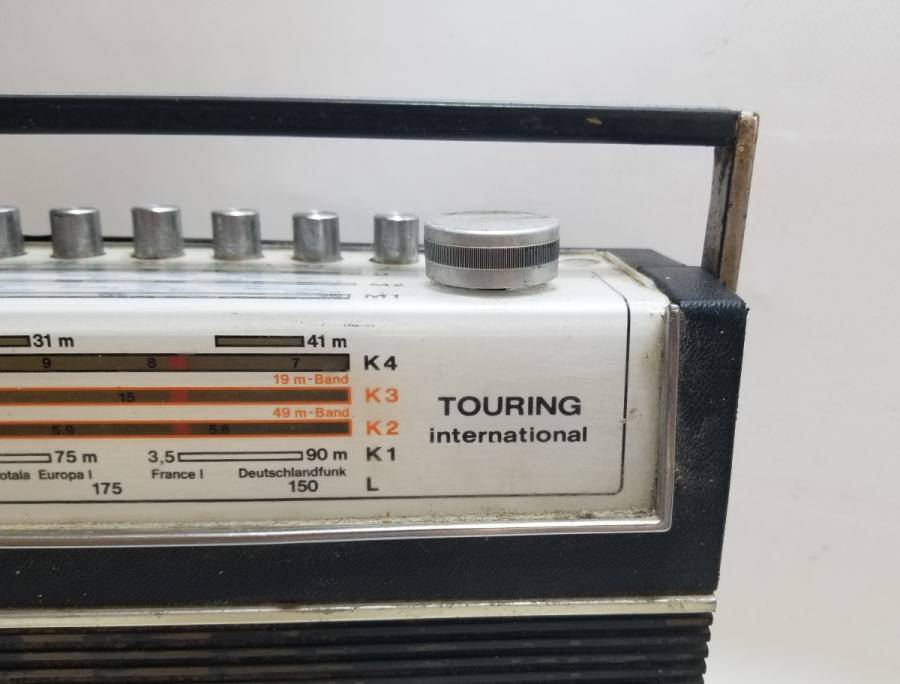 M2
M1
31 m 41 m
9 8 7 K4
19 m-Band
15 K3
49 m-Band
5.9 5.8 K2
75 m 3,5 90 m K1
Europa I France I Deutschlandfunk
175 150 L
TOURING
international